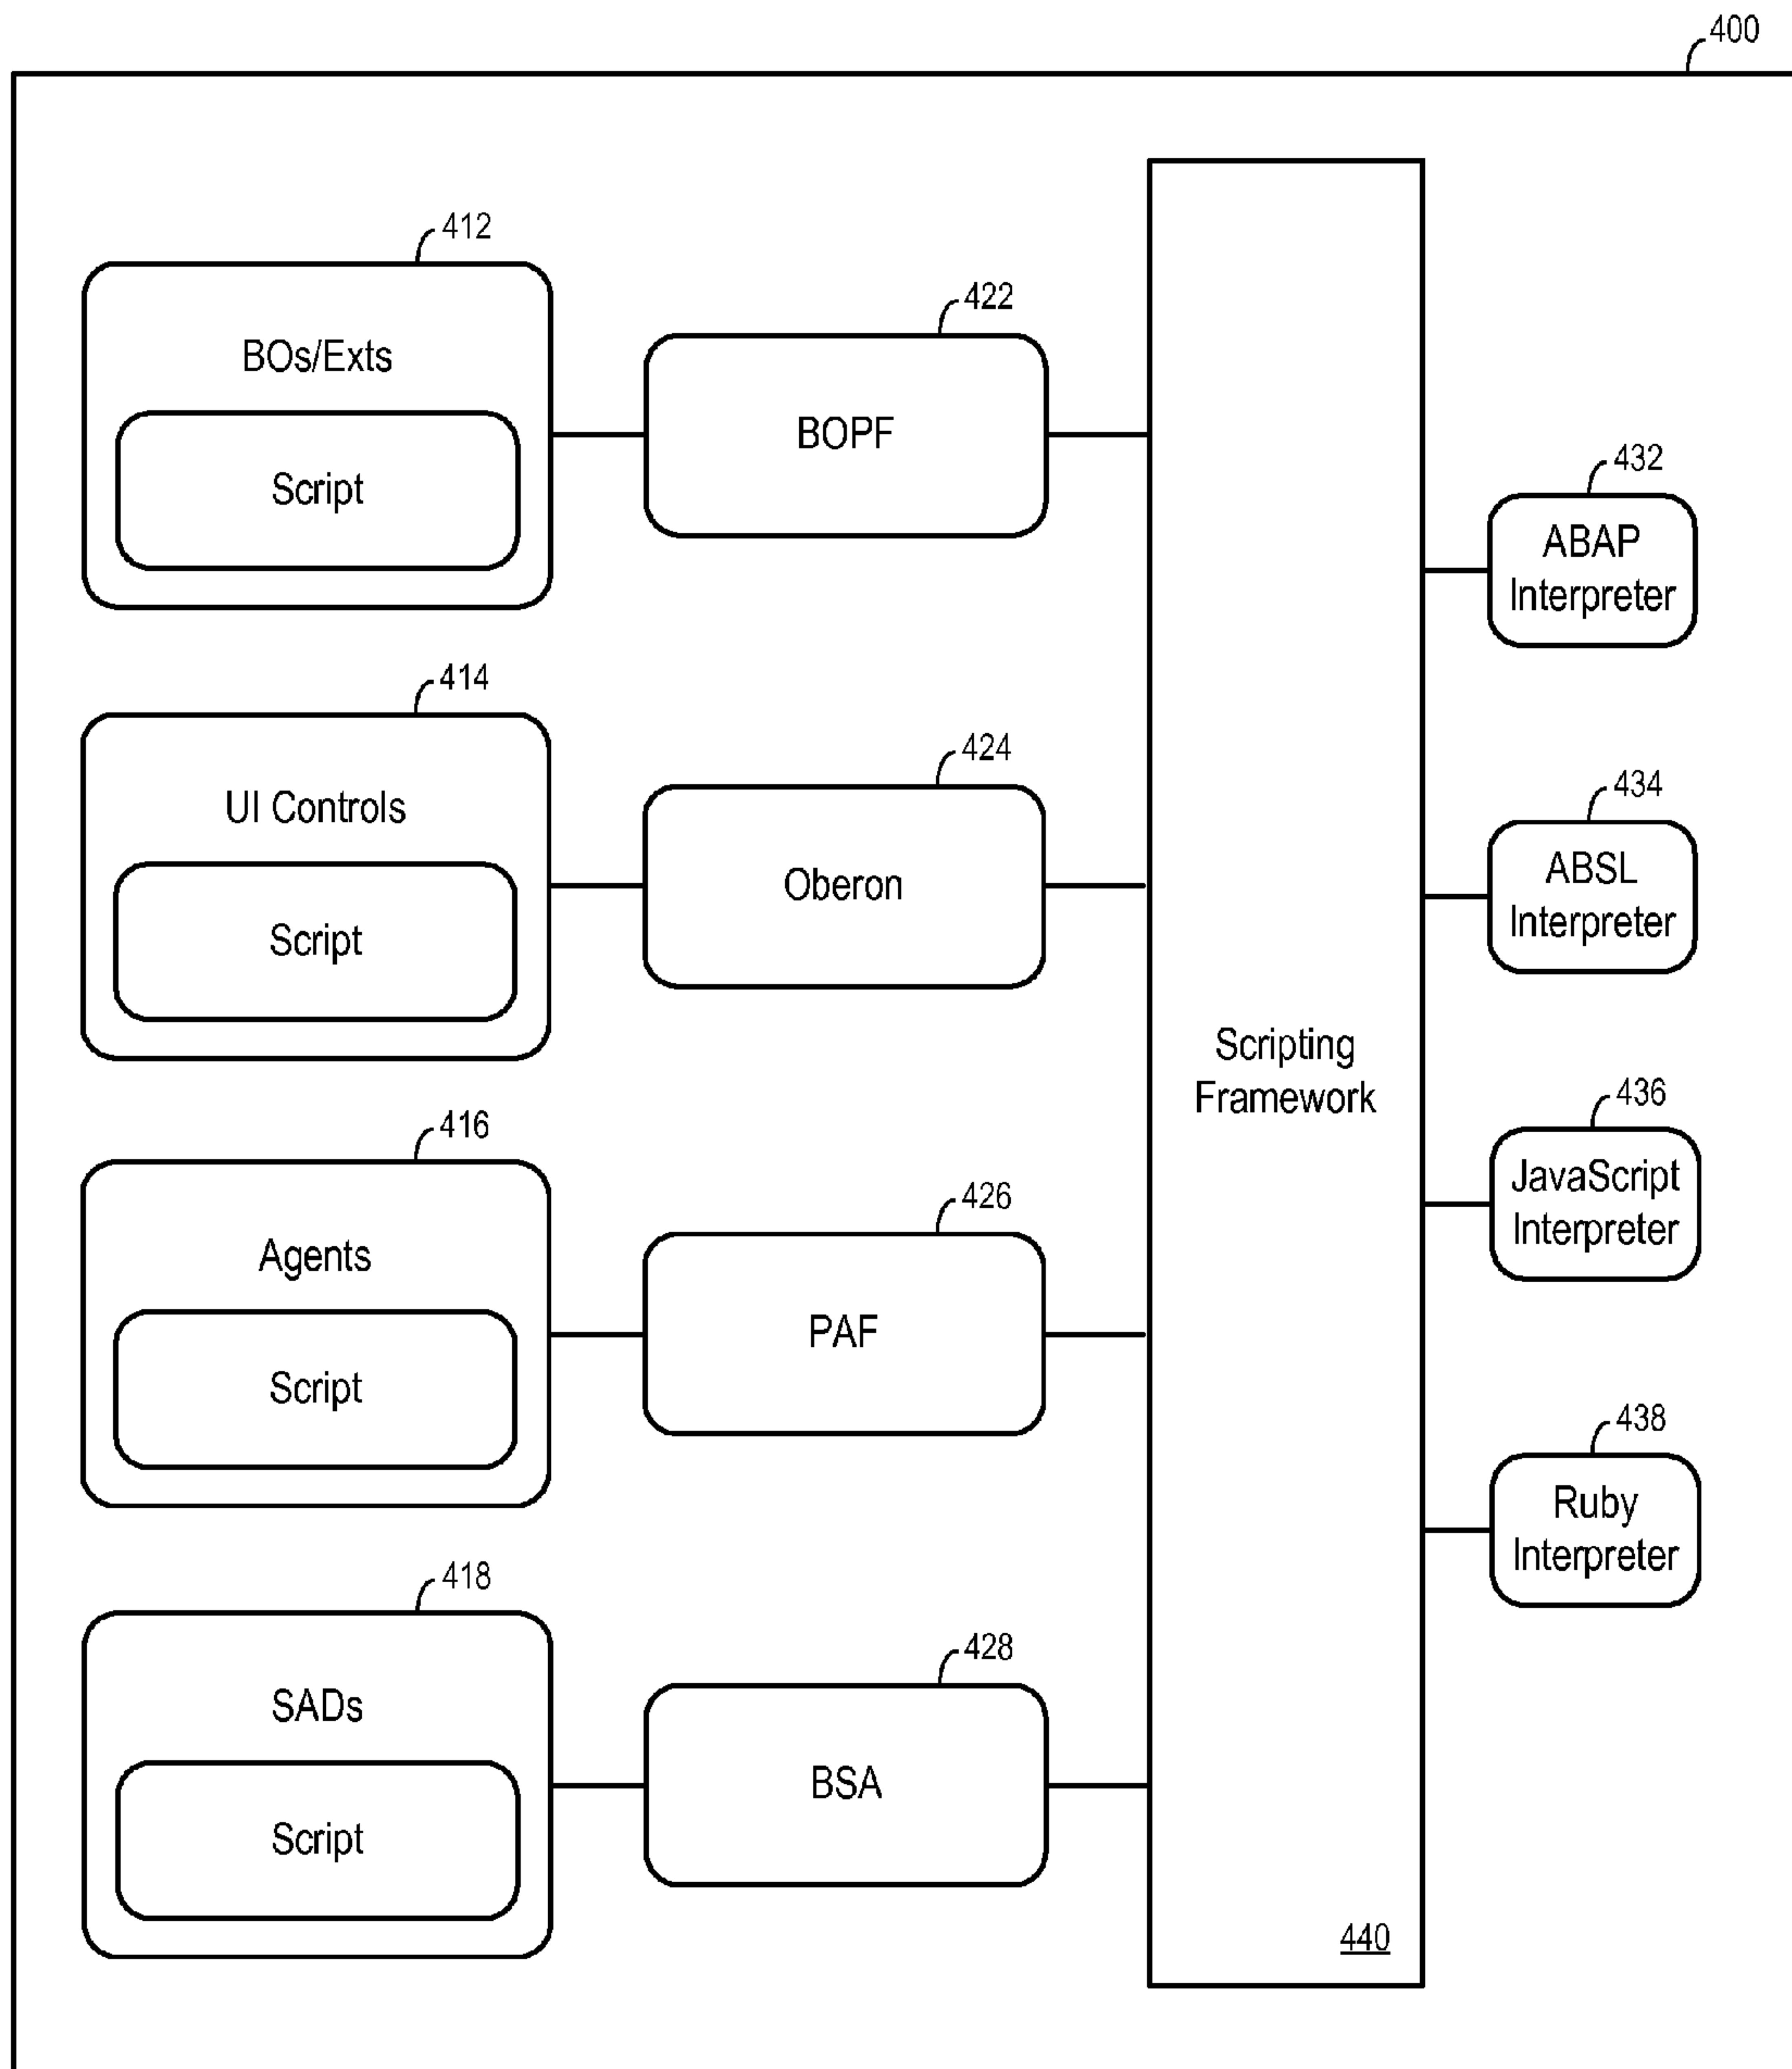 400
412
BOs/Exts
Script
422
BOPF
432
ABAP
Interpreter
414
UI Controls
Script
424
Oberon
434
ABSL
Interpreter
Scripting
Framework
416
Agents
Script
426
PAF
436
JavaScript
Interpreter
438
Ruby
Interpreter
418
SADs
Script
428
BSA
440